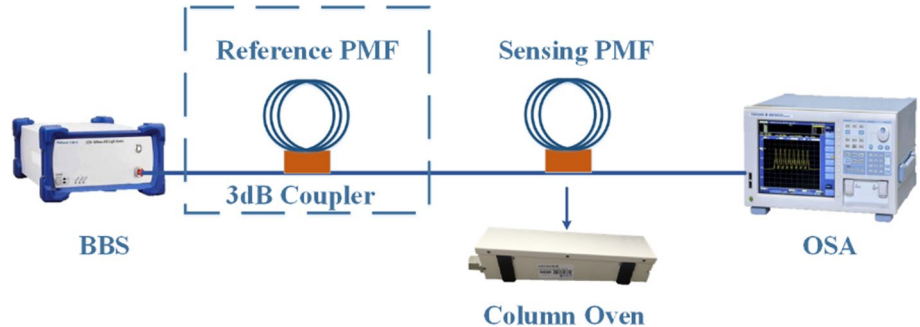 Reference PMF
Sensing PMF
3dB Coupler
BBS
OSA
Column Oven